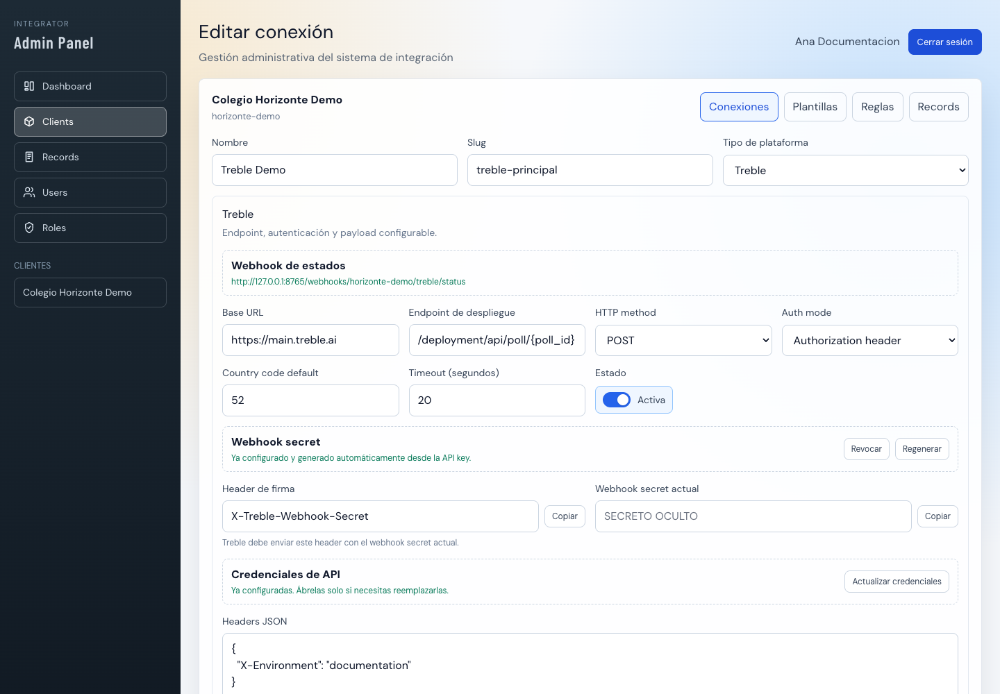 INTEGRATOR
Admin Panel
Dashboard
Clients
Records
Users
Roles
CLIENTES
Colegio Horizonte Demo
Editar conexión
Gestión administrativa del sistema de integración
Ana Documentacion
Cerrar sesión
Colegio Horizonte Demo
horizonte-demo
Conexiones
Plantillas
Reglas
Records
Nombre
Slug
Tipo de plataforma
Treble Demo
treble-principal
Treble
Treble
Endpoint, autenticación y payload configurable.
Webhook de estados
http://127.0.0.1:8765/webhooks/horizonte-demo/treble/status
Base URL
Endpoint de despliegue
HTTP method
Auth mode
https://main.treble.ai
/deployment/api/poll/{poll_id}
POST
Authorization header
Country code default
Timeout (segundos)
Estado
52
20
Activa
Webhook secret
Ya configurado y generado automáticamente desde la API key.
Revocar
Regenerar
Header de firma
Webhook secret actual
X-Treble-Webhook-Secret
Copiar
SECRETO OCULTO
Copiar
Treble debe enviar este header con el webhook secret actual.
Credenciales de API
Ya configuradas. Ábrelas solo si necesitas reemplazarlas.
Actualizar credenciales
Headers JSON
{
"X-Environment": "documentation"
}